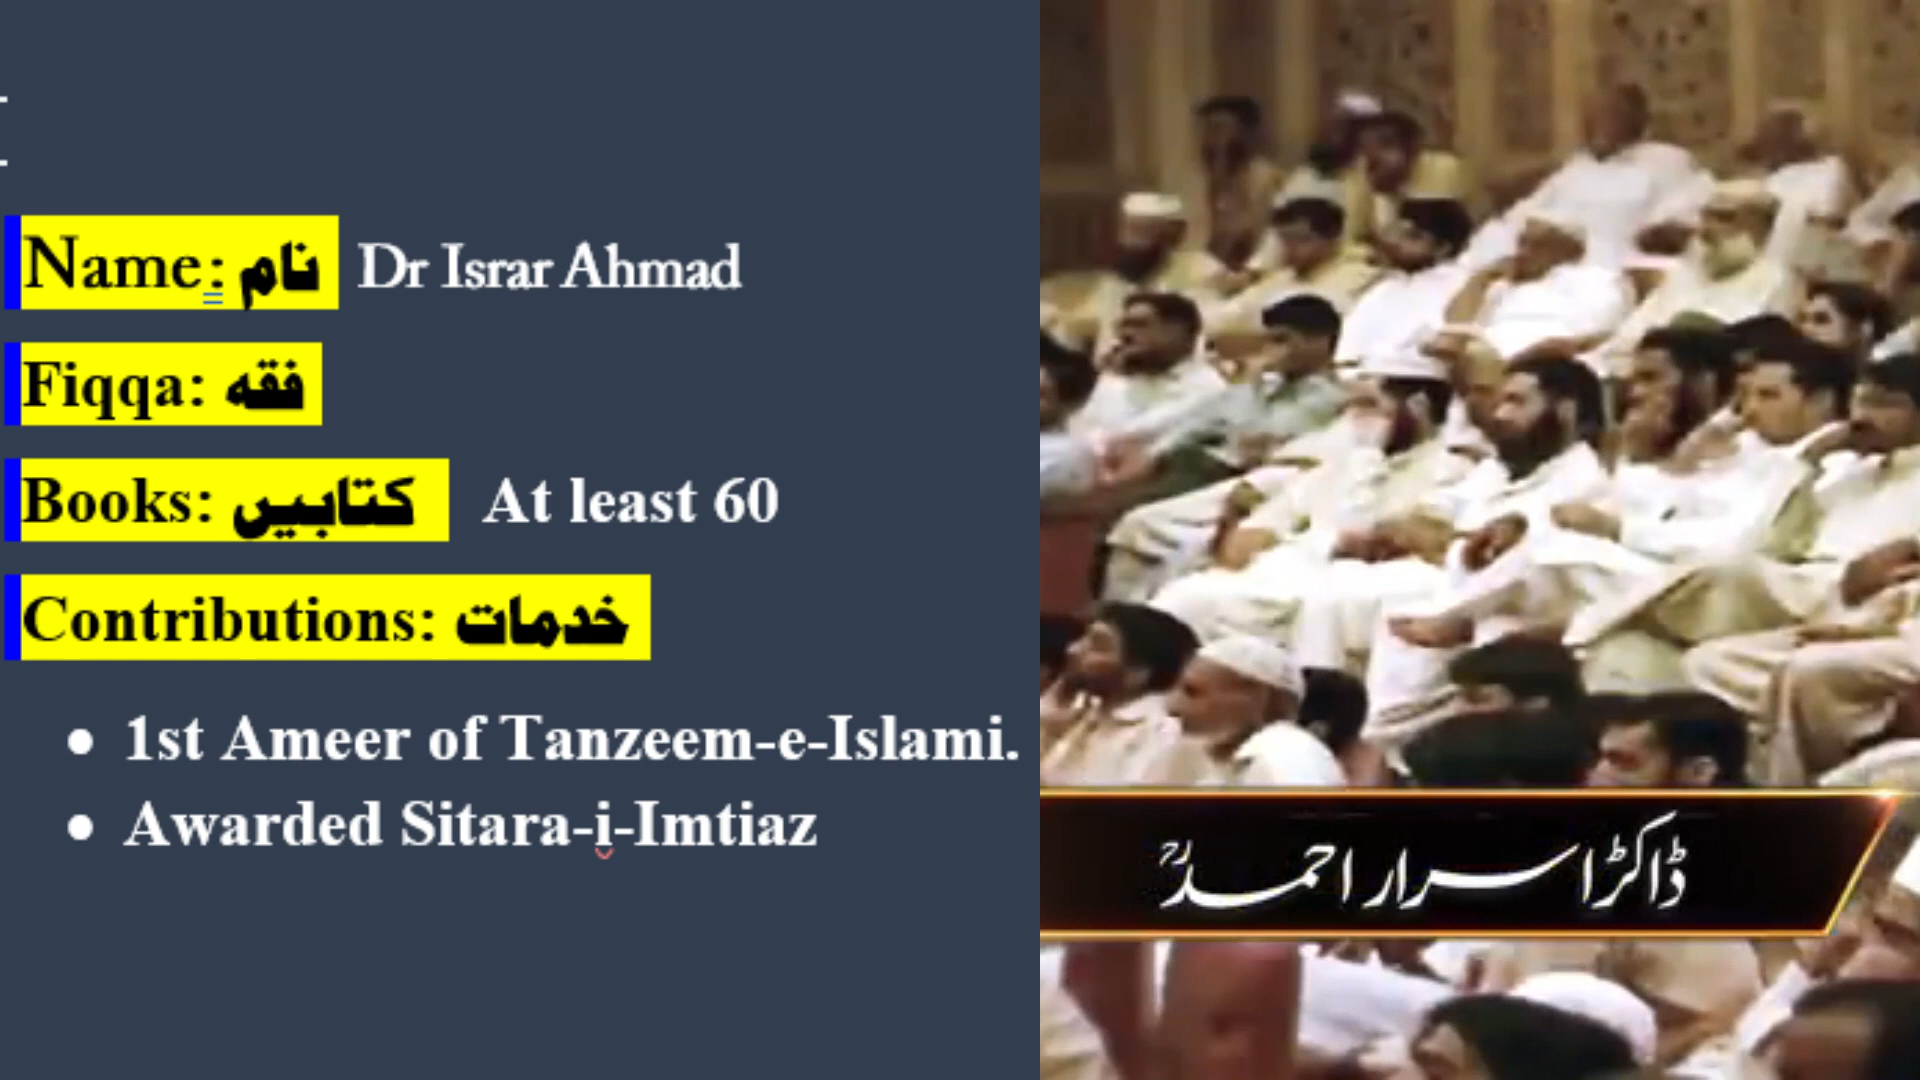 Name: نام Dr Israr Ahmad
Fiqqa: فقه
Books: کتابیں At least 60
Contributions: خدمات
• 1st Ameer of Tanzeem-e-Islami.
• Awarded Sitara-i-Imtiaz
ڈاکٹر اسرار احمدؒ